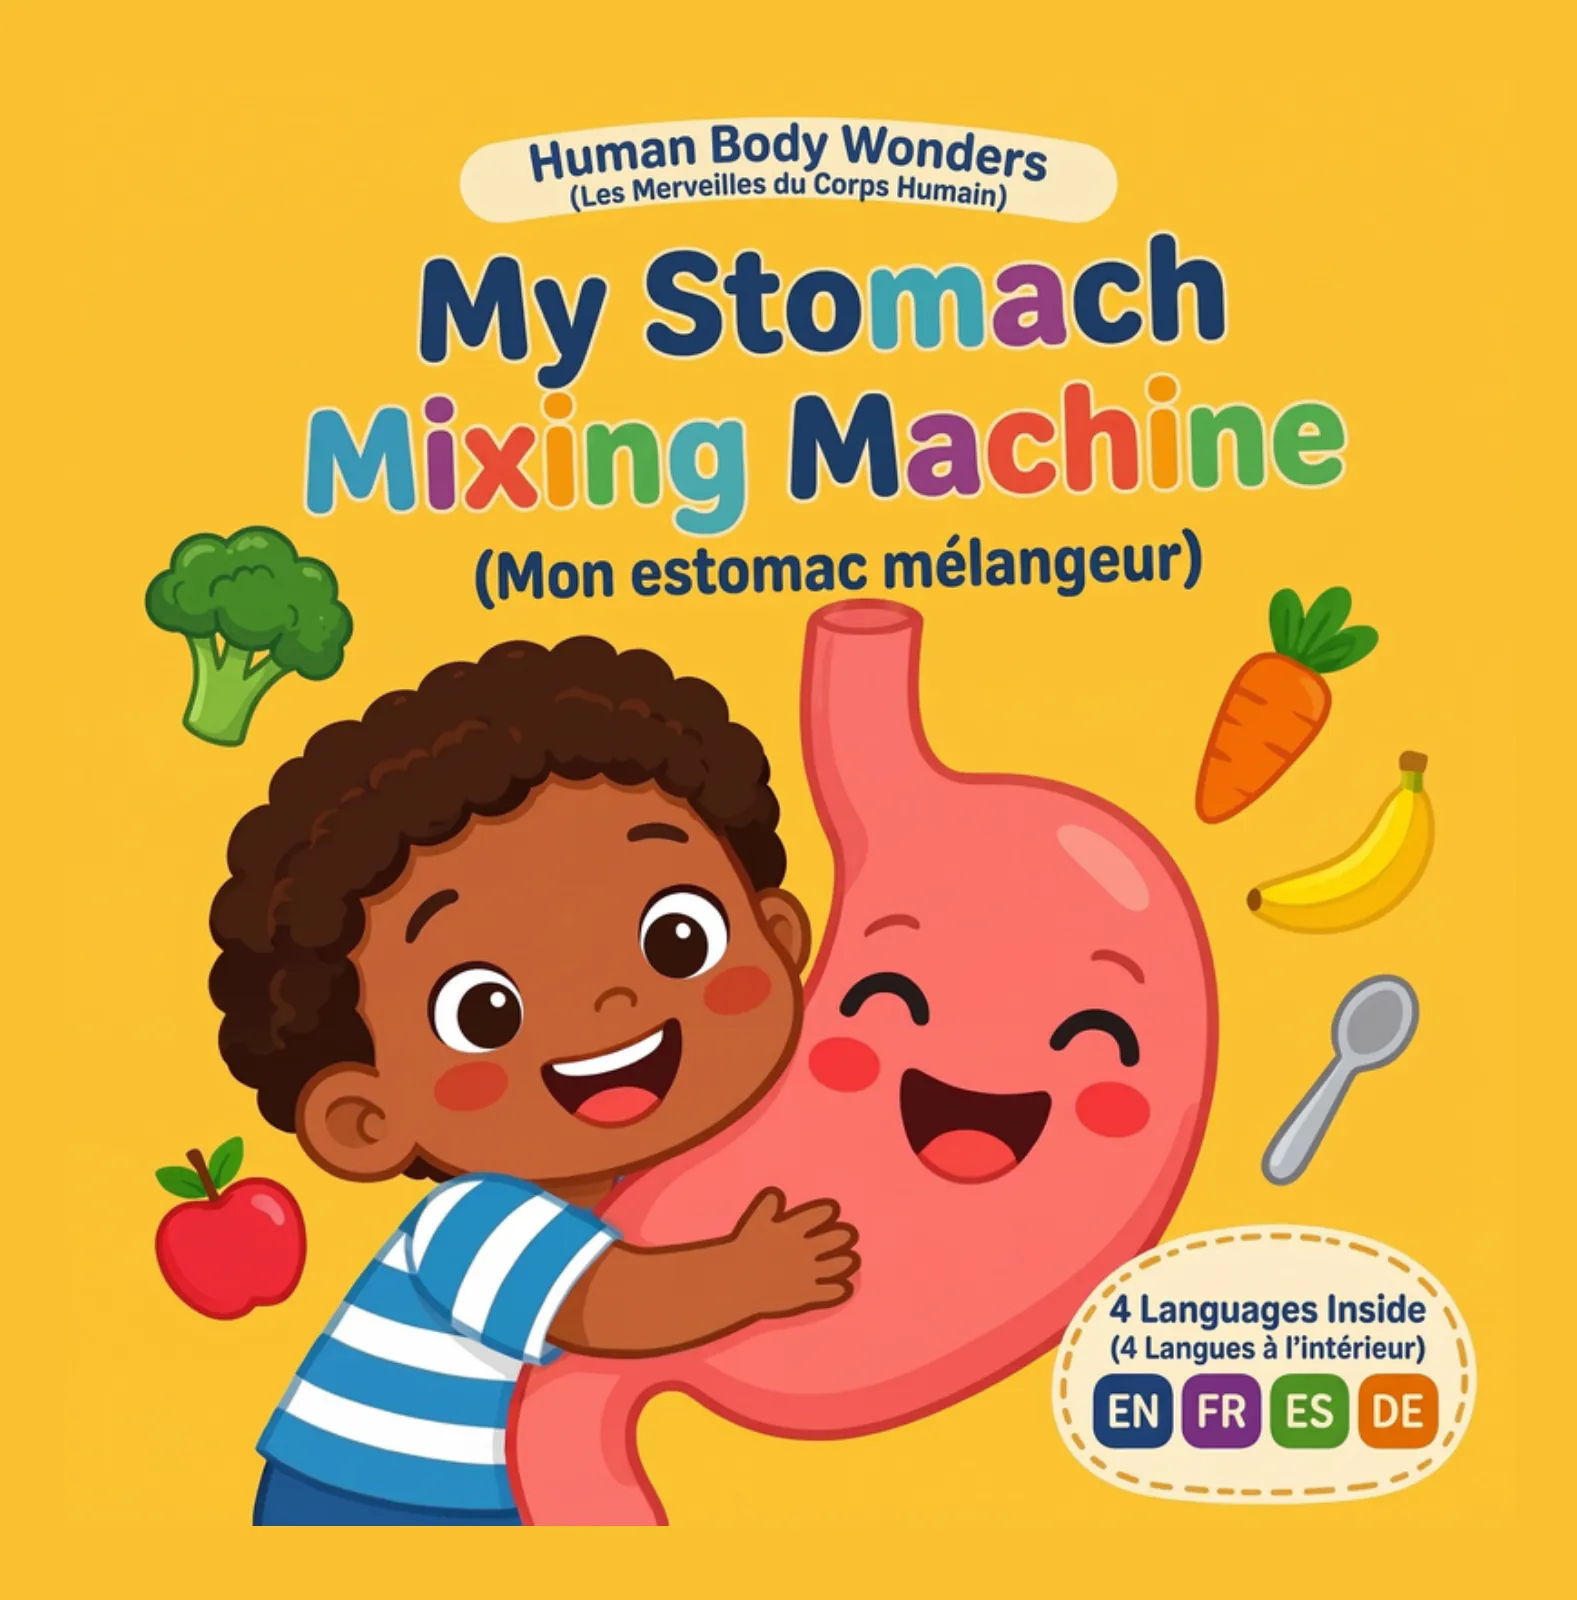 Human Body Wonders
(Les Merveilles du Corps Humain)
My Stomach
Mixing Machine
(Mon estomac mélangeur)
4 Languages Inside
(4 Langues à l'intérieur)
EN FR ES DE